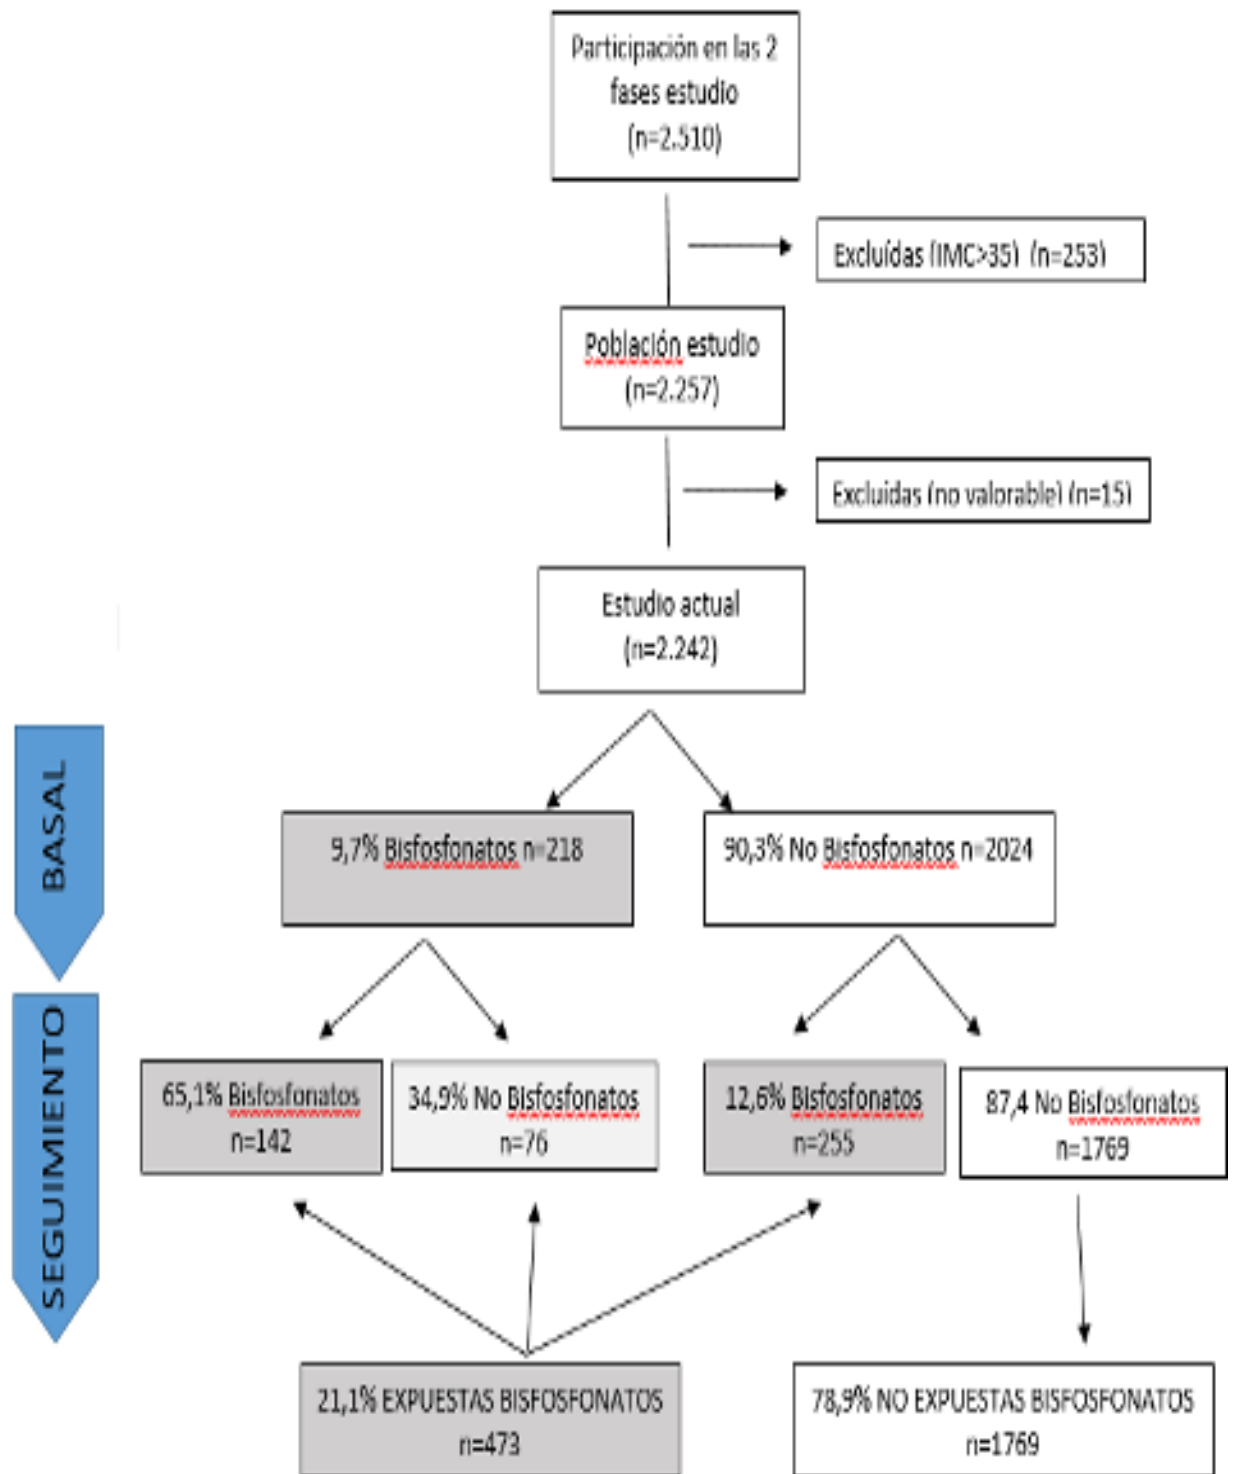 Participación en las 2
fases estudio
(n=2.510)
Excluídas (IMC>35) (n=253)
Población estudio
(n=2.257)
Excluidas (no valorable) (n=15)
Estudio actual
(n=2.242)
BASAL
9,7% Bisfosfonatos n=218
90,3% No Bisfosfonatos n=2024
SEGUIMIENTO
65,1% Bisfosfonatos
n=142
34,9% No Bisfosfonatos
n=76
12,6% Bisfosfonatos
n=255
87,4 No Bisfosfonatos
n=1769
21,1% EXPUESTAS BISFOSFONATOS
n=473
78,9% NO EXPUESTAS BISFOSFONATOS
n=1769